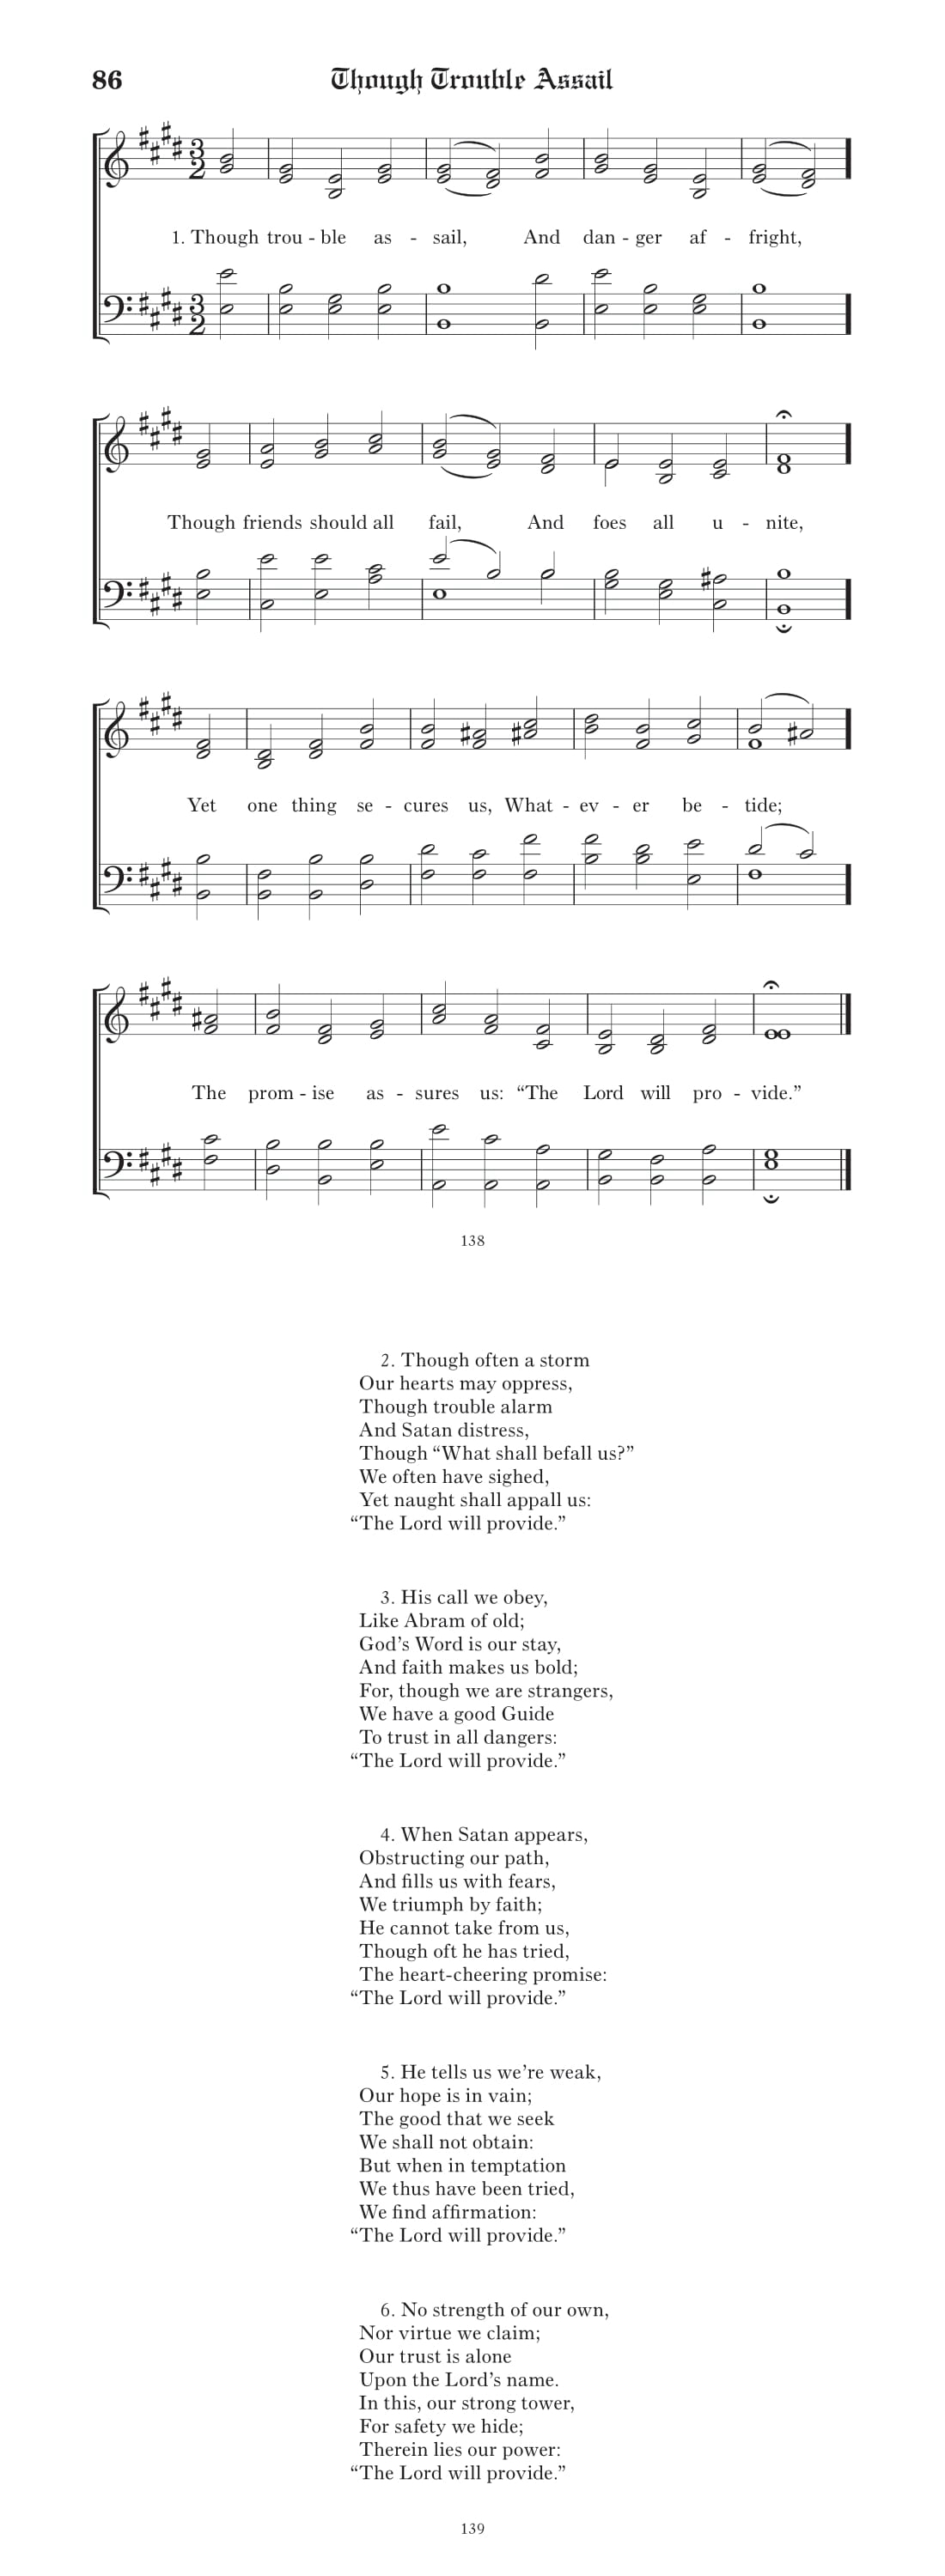 86 Though Trouble Assail
1. Though trou - ble as - sail, And dan - ger af - fright,
Though friends should all fail, And foes all u - nite,
Yet one thing se - cures us, What - ev - er be - tide;
The prom - ise as - sures us: “The Lord will pro - vide.”
138
2. Though often a storm
Our hearts may oppress,
Though trouble alarm
And Satan distress,
Though “What shall befall us?”
We often have sighed,
Yet naught shall appall us:
“The Lord will provide.”
3. His call we obey,
Like Abram of old;
God’s Word is our stay,
And faith makes us bold;
For, though we are strangers,
We have a good Guide
To trust in all dangers:
“The Lord will provide.”
4. When Satan appears,
Obstructing our path,
And fills us with fears,
We triumph by faith;
He cannot take from us,
Though oft he has tried,
The heart-cheering promise:
“The Lord will provide.”
5. He tells us we’re weak,
Our hope is in vain;
The good that we seek
We shall not obtain:
But when in temptation
We thus have been tried,
We find affirmation:
“The Lord will provide.”
6. No strength of our own,
Nor virtue we claim;
Our trust is alone
Upon the Lord’s name.
In this, our strong tower,
For safety we hide;
Therein lies our power:
“The Lord will provide.”
139